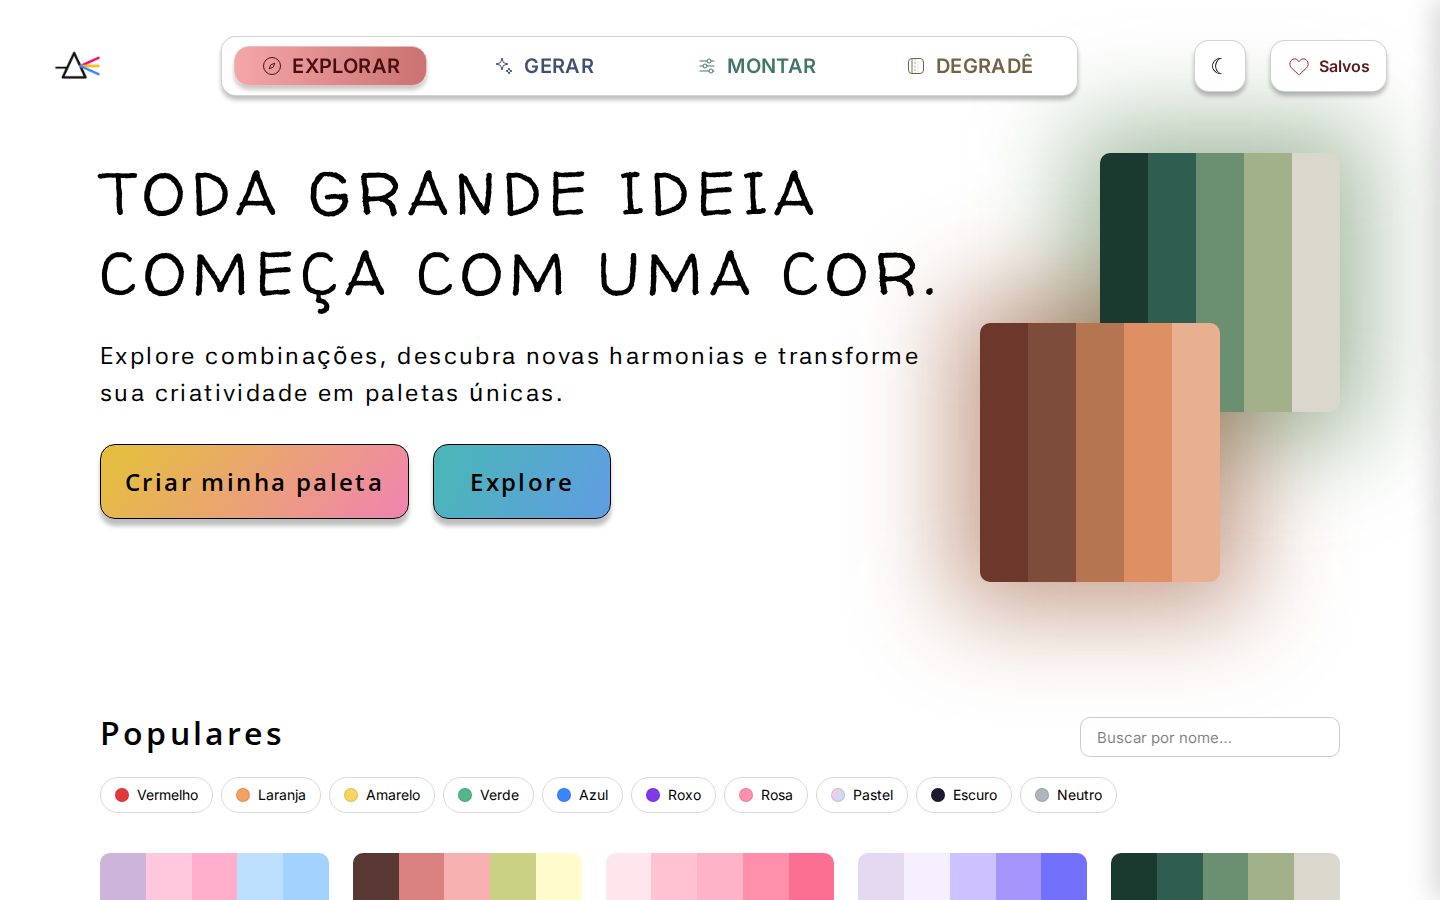 EXPLORAR
GERAR
MONTAR
DEGRADÊ
Salvos
TODA GRANDE IDEIA
COMEÇA COM UMA COR.
Explore combinações, descubra novas harmonias e transforme
sua criatividade em paletas únicas.
Criar minha paleta
Explore
Populares
Buscar por nome...
Vermelho
Laranja
Amarelo
Verde
Azul
Roxo
Rosa
Pastel
Escuro
Neutro